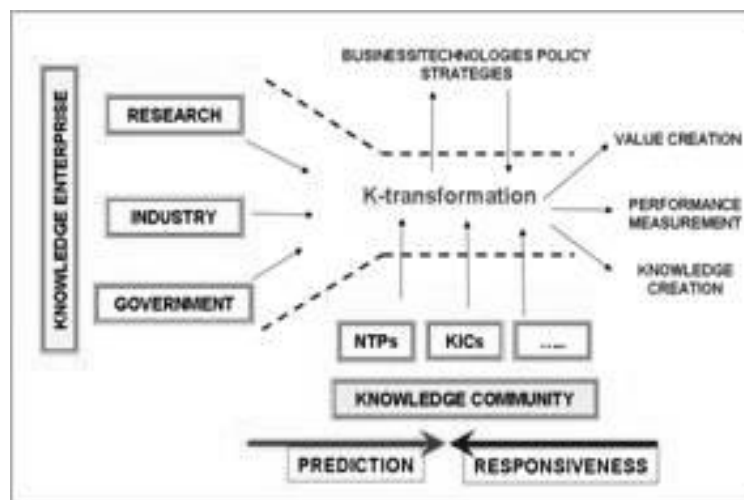 BUSINESS/TECHNOLOGIES POLICY
STRATEGIES
KNOWLEDGE ENTERPRISE
RESEARCH
INDUSTRY
GOVERNMENT
K-transformation
VALUE CREATION
PERFORMANCE
MEASUREMENT
KNOWLEDGE
CREATION
NTPs
KICs
.....
KNOWLEDGE COMMUNITY
PREDICTION
RESPONSIVENESS